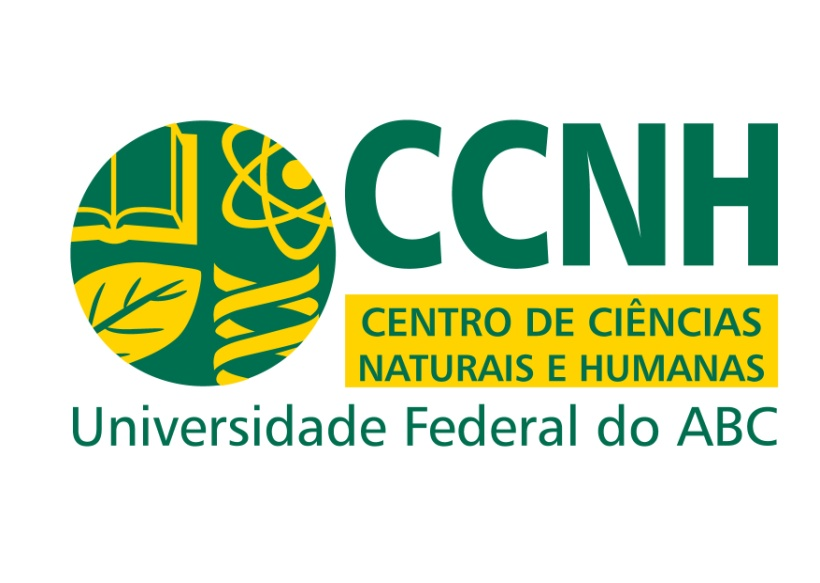 CCNH
CENTRO DE CIÊNCIAS
NATURAIS E HUMANAS
Universidade Federal do ABC